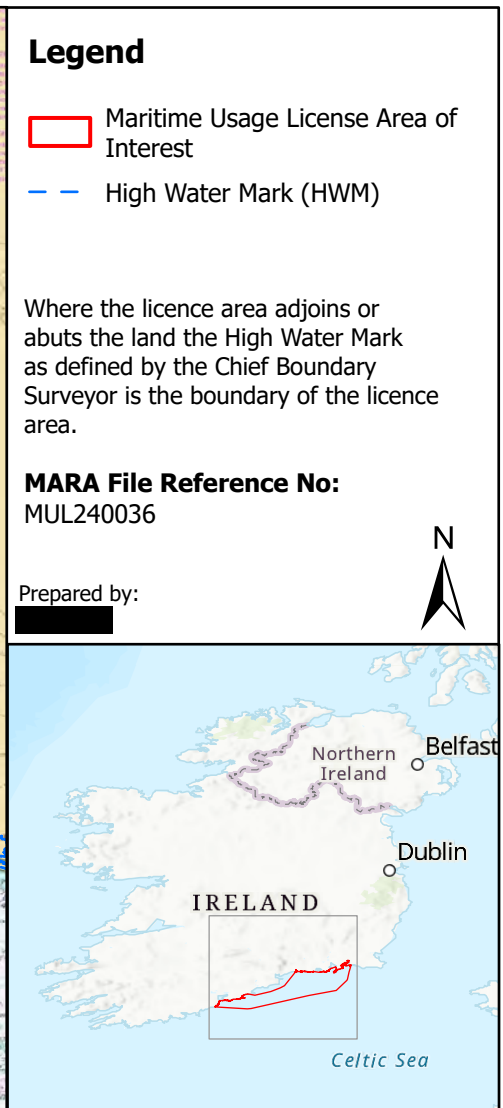 Legend
Maritime Usage License Area of
Interest
High Water Mark (HWM)
Where the licence area adjoins or
abuts the land the High Water Mark
as defined by the Chief Boundary
Surveyor is the boundary of the licence
area.
MARA File Reference No:
MUL240036
N
Prepared by:
Northern
Ireland
Belfast
Dublin
IRELAND
Celtic Sea